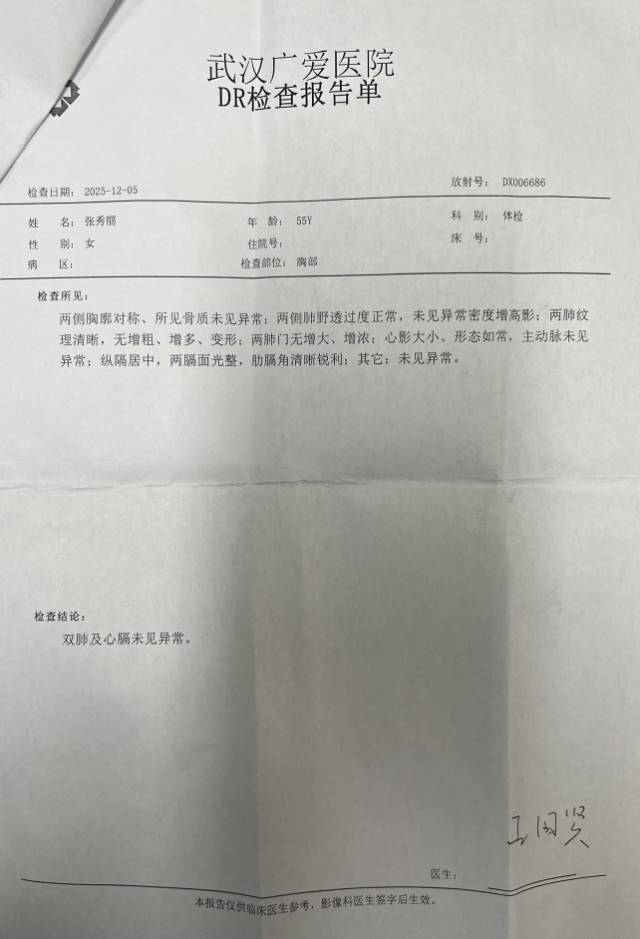 武汉广爱医院
DR检查报告单
检查日期: 2025-12-05
放射号: DX006686
姓 名: 张秀丽 年 龄: 55Y 科 别: 体检
性 别: 女 住院号: 床 号:
病 区: 检查部位: 胸部
检查所见:
两侧胸廓对称、所见骨质未见异常；两侧肺野透过度正常，未见异常密度增高影；两肺纹
理清晰，无增粗、增多、变形；两肺门无增大、增浓；心影大小、形态如常，主动脉未见
异常；纵隔居中，两膈面光整，肋膈角清晰锐利；其它：未见异常。
检查结论:
双肺及心膈未见异常。
王国贤
医生:
本报告仅供临床医生参考，影像科医生签字后生效。